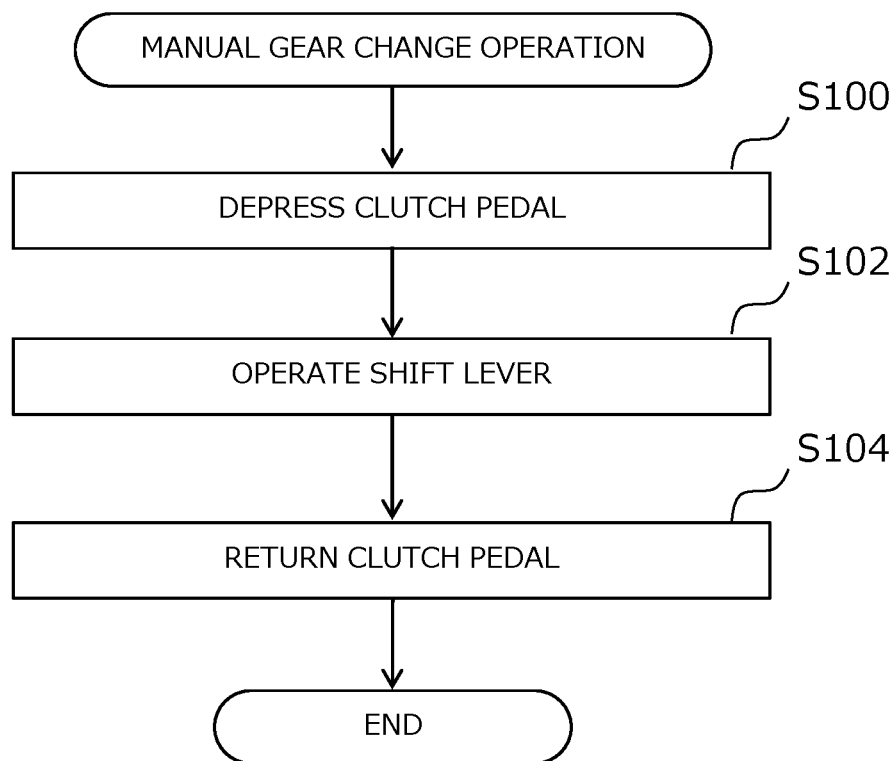 MANUAL GEAR CHANGE OPERATION
S100
DEPRESS CLUTCH PEDAL
S102
OPERATE SHIFT LEVER
S104
RETURN CLUTCH PEDAL
END